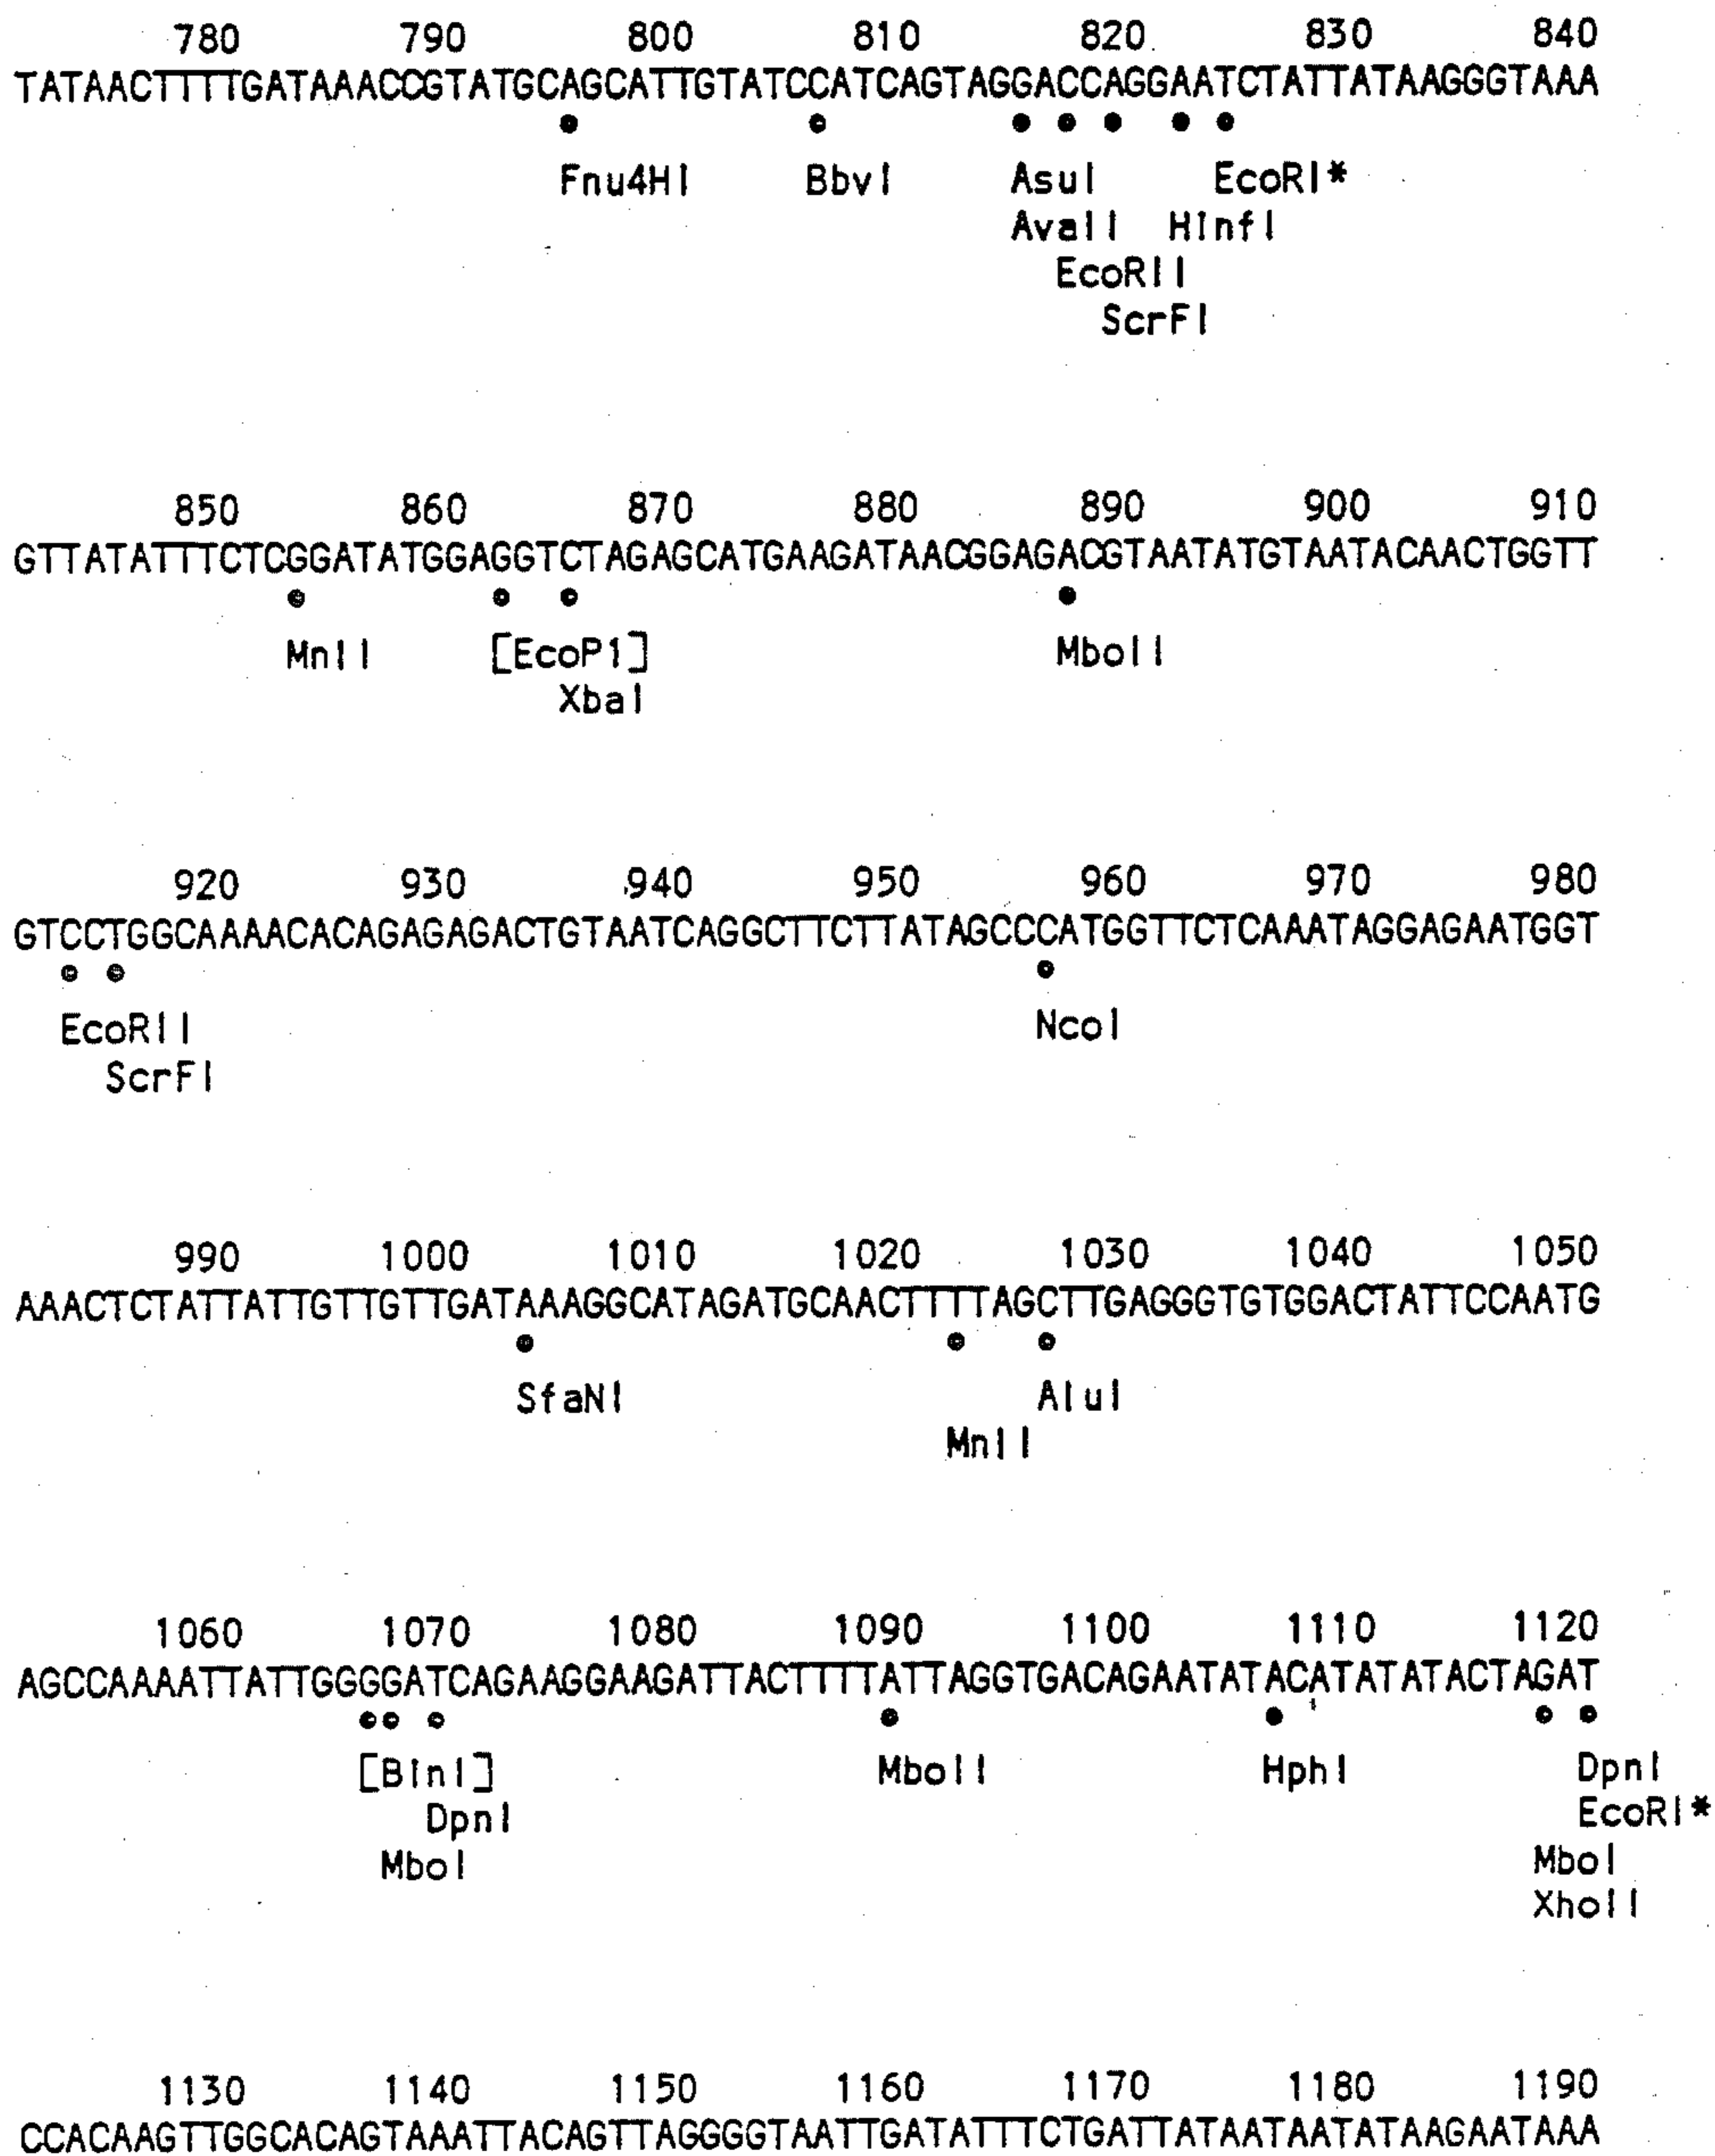 780 790 800 810 820 830 840
TATAACTTTTGATAAACCGTATGCAGCATTGTATCCATCAGTAGGACCAGGAATCTATTATAAGGGTAAA
Fnu4HI BbvI AsuI EcoRI*
AvaII HinfI
EcoRII
ScrFI
850 860 870 880 890 900 910
GTTATATTTCTCGGATATGGAGGTCTAGAGCATGAAGATAACGGAGACGTAATATGTAATACAACTGGTT
MnlI [EcoP1] MboII
XbaI
920 930 940 950 960 970 980
GTCCTGGCAAAACACAGAGAGACTGTAATCAGGCTTCTTATAGCCCATGGTTCTCAAATAGGAGAATGGT
EcoRII NcoI
ScrFI
990 1000 1010 1020 1030 1040 1050
AAACTCTATTATTGTTGTTGATAAAGGCATAGATGCAACTTTTAGCTTGAGGGTGTGGACTATTCCAATG
SfaNI AluI
MnlI
1060 1070 1080 1090 1100 1110 1120
AGCCAAAATTATTGGGGATCAGAAGGAAGATTACTTTTATTAGGTGACAGAATATACATATATACTAGAT
[BinI] MboII HphI DpnI
DpnI EcoRI*
MboI MboI
XhoII
1130 1140 1150 1160 1170 1180 1190
CCACAAGTTGGCACAGTAAATTACAGTTAGGGGTAATTGATATTTCTGATTATAATAATATAAGAATAAA